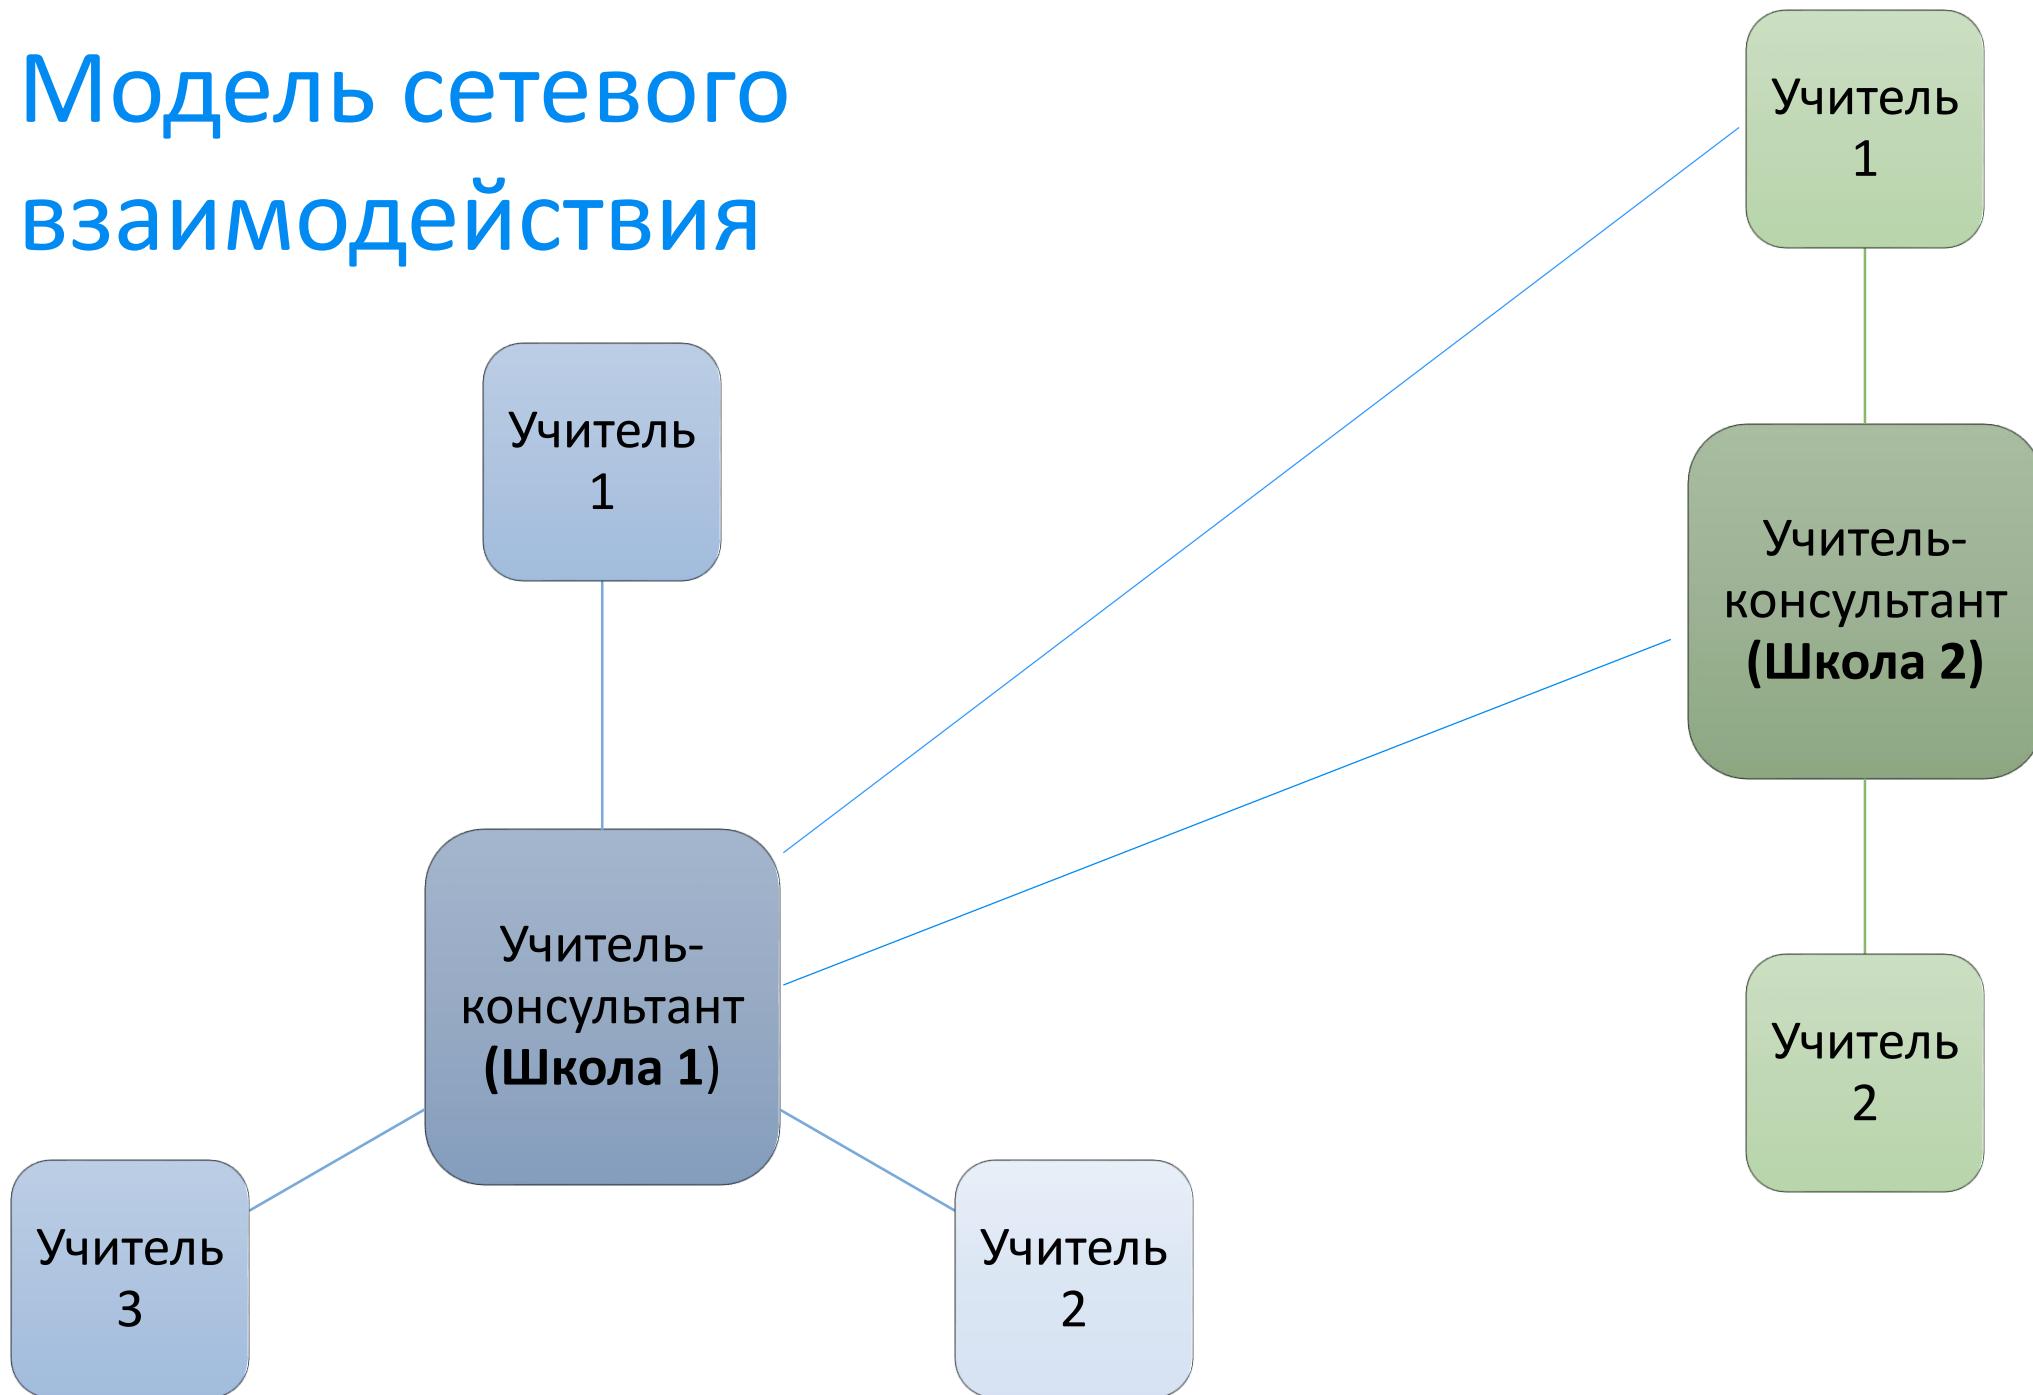 Модель сетевого
взаимодействия
Учитель
1
Учитель-
консультант
(Школа 1)
Учитель
3
Учитель
2
Учитель
1
Учитель-
консультант
(Школа 2)
Учитель
2